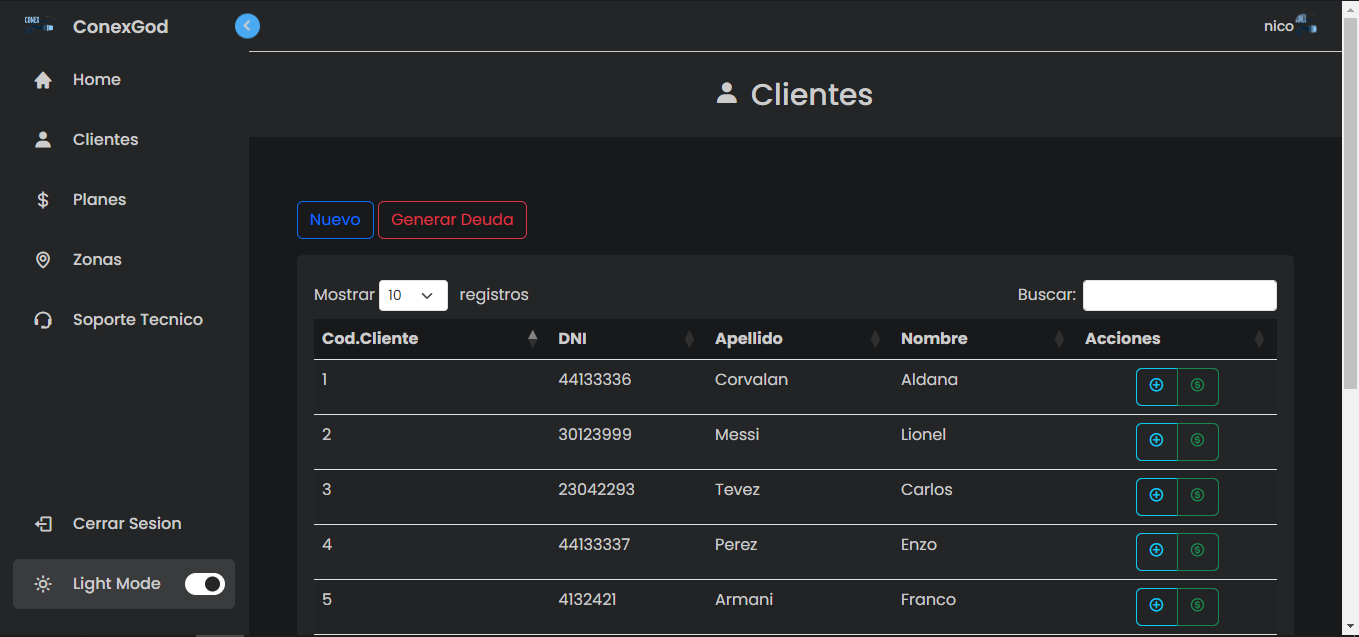 CONEX
ConexGod
nico
Home
Clientes
Planes
Zonas
Soporte Tecnico
Cerrar Sesion
Light Mode
Clientes
Nuevo Generar Deuda
Mostrar 10 registros Buscar:
Cod.Cliente DNI Apellido Nombre Acciones
1 44133336 Corvalan Aldana
2 30123999 Messi Lionel
3 23042293 Tevez Carlos
4 44133337 Perez Enzo
5 4132421 Armani Franco